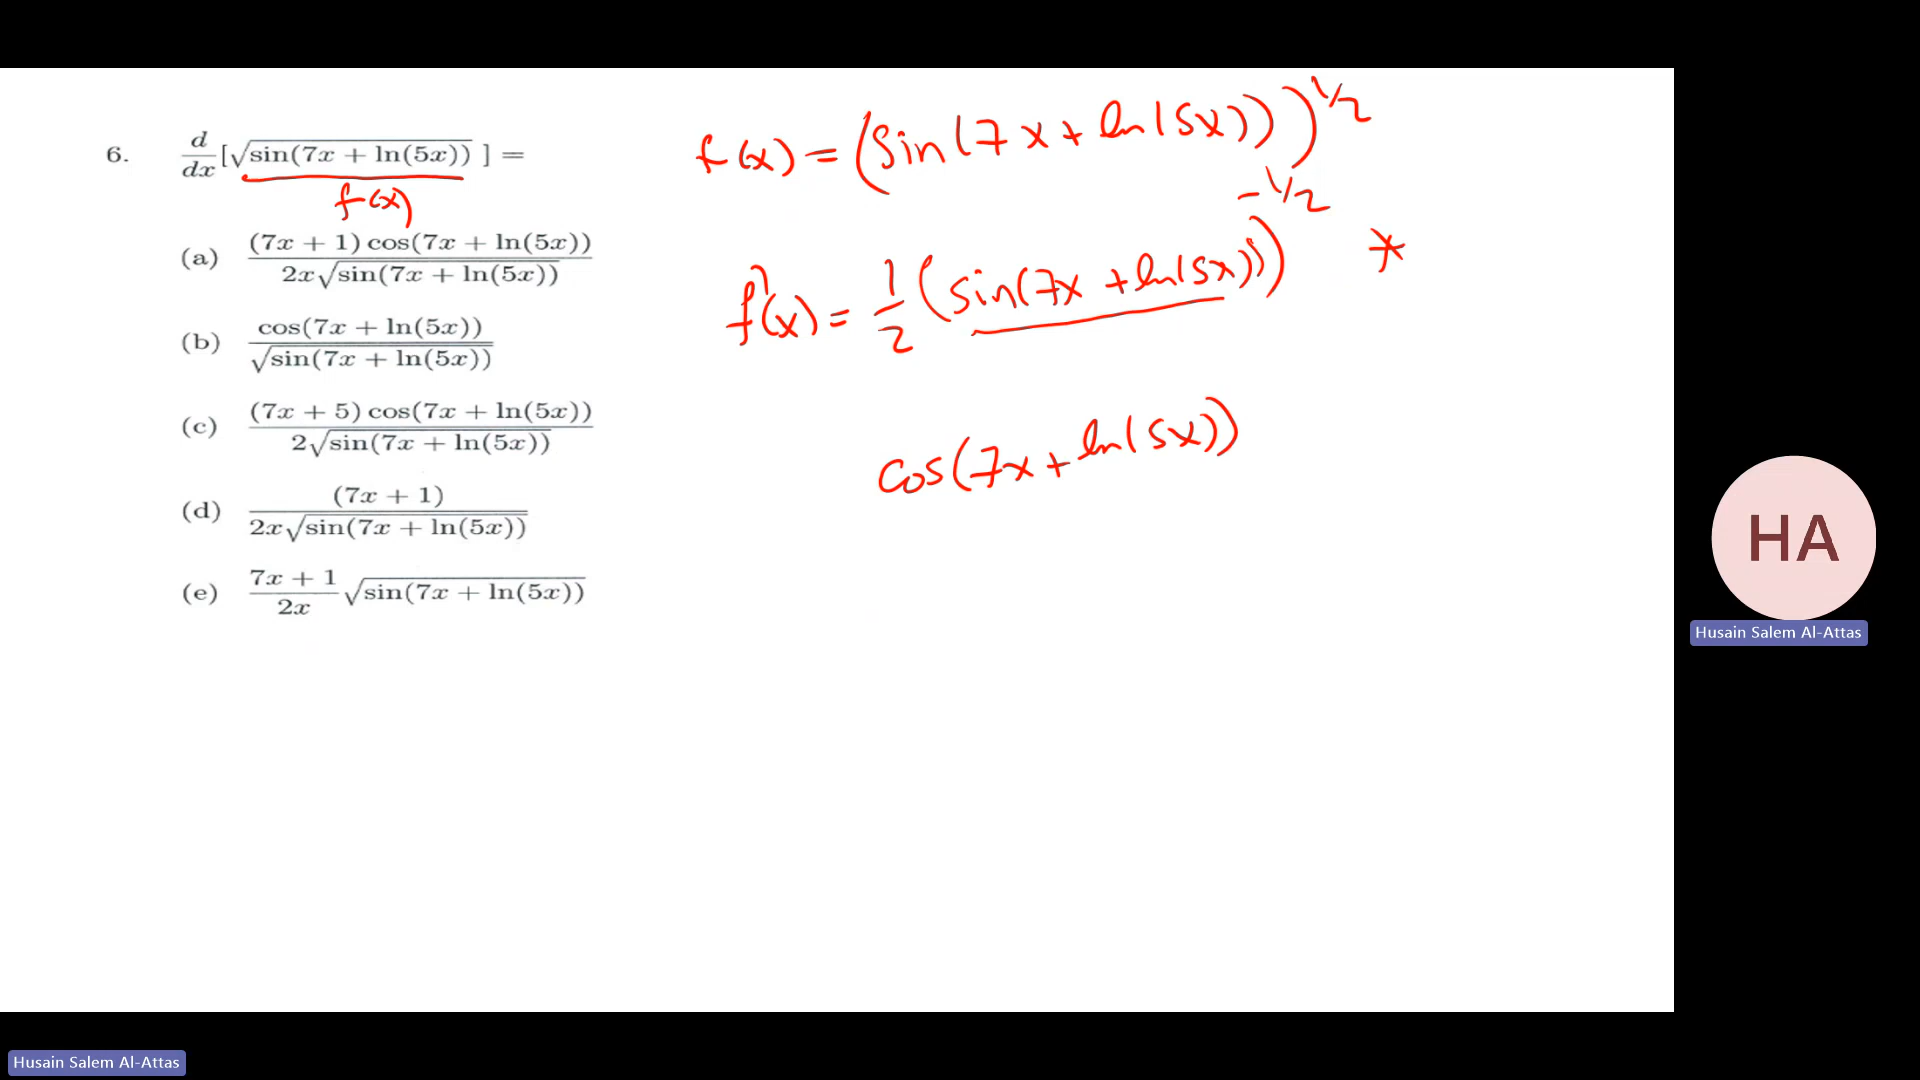 6. d/dx [√sin(7x + ln(5x)) ] =
f(x)
(a) (7x + 1) cos(7x + ln(5x)) / 2x√sin(7x + ln(5x))
(b) cos(7x + ln(5x)) / √sin(7x + ln(5x))
(c) (7x + 5) cos(7x + ln(5x)) / 2√sin(7x + ln(5x))
(d) (7x + 1) / 2x√sin(7x + ln(5x))
(e) 7x + 1 / 2x √sin(7x + ln(5x))
f(x) = (sin(7x + ln(5x)))^1/2
f'(x) = 1/2 (sin(7x + ln(5x)))^-1/2 *
cos(7x + ln(5x))
HA
Husain Salem Al-Attas
Husain Salem Al-Attas